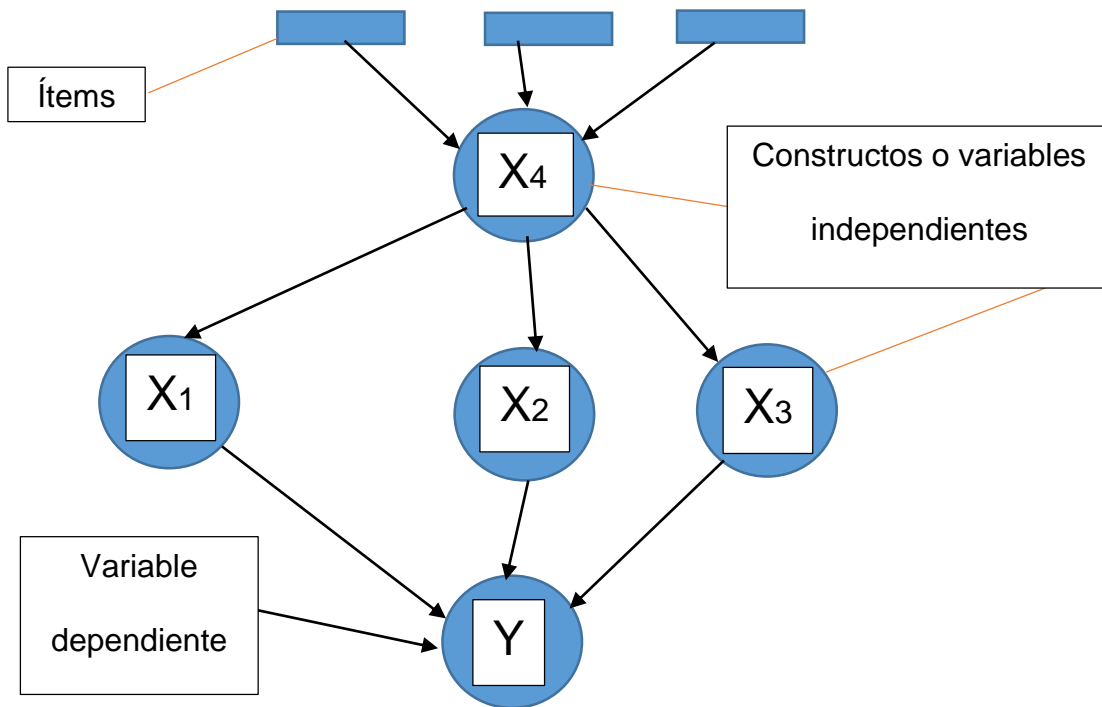 Ítems
X4
Constructos o variables
independientes
X1
X2
X3
Variable
dependiente
Y